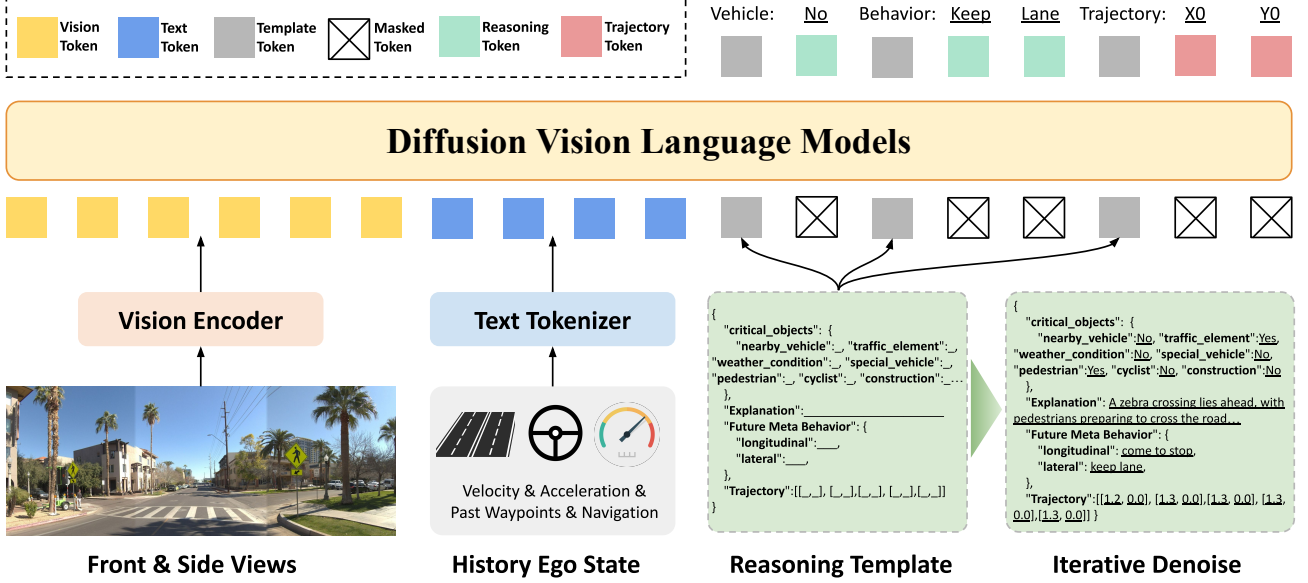 Vision Token
Text Token
Template Token
Masked Token
Reasoning Token
Trajectory Token
Vehicle: No Behavior: Keep Lane Trajectory: X0 Y0
Diffusion Vision Language Models
Vision Encoder
Text Tokenizer
Velocity & Acceleration &
Past Waypoints & Navigation
{
"critical_objects": {
"nearby_vehicle":_, "traffic_element":_,
"weather_condition":_, "special_vehicle":_,
"pedestrian":_, "cyclist":_, "construction":_...
},
"Explanation":____________________
"Future Meta Behavior": {
"longitudinal":___,
"lateral":___,
},
"Trajectory":[[_,_], [_,_],[_,_], [_,_],[_,_]]
}
{
"critical_objects": {
"nearby_vehicle":No, "traffic_element":Yes,
"weather_condition":No, "special_vehicle":No,
"pedestrian":Yes, "cyclist":No, "construction":No
},
"Explanation": A zebra crossing lies ahead, with
pedestrians preparing to cross the road...
"Future Meta Behavior": {
"longitudinal": come to stop,
"lateral": keep lane,
},
"Trajectory":[[1.2, 0.0], [1.3, 0.0],[1.3, 0.0], [1.3,
0.0],[1.3, 0.0]] }
Front & Side Views
History Ego State
Reasoning Template
Iterative Denoise